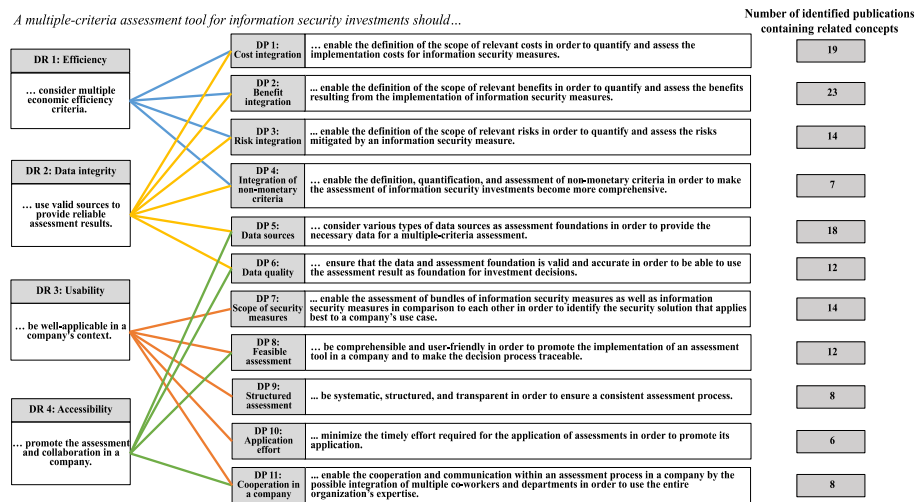 A multiple-criteria assessment tool for information security investments should…
Number of identified publications
containing related concepts
DR 1: Efficiency
… consider multiple
economic efficiency
criteria.
DR 2: Data integrity
… use valid sources to
provide reliable
assessment results.
DR 3: Usability
… be well-applicable in a
company's context.
DR 4: Accessibility
… promote the assessment
and collaboration in a
company.
DP 1:
Cost integration
… enable the definition of the scope of relevant costs in order to quantify and assess the
implementation costs for information security measures.
19
DP 2:
Benefit
integration
... enable the definition of the scope of relevant benefits in order to quantify and assess the benefits
resulting from the implementation of information security measures.
23
DP 3:
Risk integration
... enable the definition of the scope of relevant risks in order to quantify and assess the risks
mitigated by an information security measure.
14
DP 4:
Integration of
non-monetary
criteria
… enable the definition, quantification, and assessment of non-monetary criteria in order to make
the assessment of information security investments become more comprehensive.
7
DP 5:
Data sources
… consider various types of data sources as assessment foundations in order to provide the
necessary data for a multiple-criteria assessment.
18
DP 6:
Data quality
… ensure that the data and assessment foundation is valid and accurate in order to be able to use
the assessment result as foundation for investment decisions.
12
DP 7:
Scope of security
measures
... enable the assessment of bundles of information security measures as well as information
security measures in comparison to each other in order to identify the security solution that applies
best to a company's use case.
14
DP 8:
Feasible
assessment
... be comprehensible and user-friendly in order to promote the implementation of an assessment
tool in a company and to make the decision process traceable.
12
DP 9:
Structured
assessment
... be systematic, structured, and transparent in order to ensure a consistent assessment process.
8
DP 10:
Application
effort
... minimize the timely effort required for the application of assessments in order to promote its
application.
6
DP 11:
Cooperation in
a company
... enable the cooperation and communication within an assessment process in a company by the
possible integration of multiple co-workers and departments in order to use the entire
organization's expertise.
8